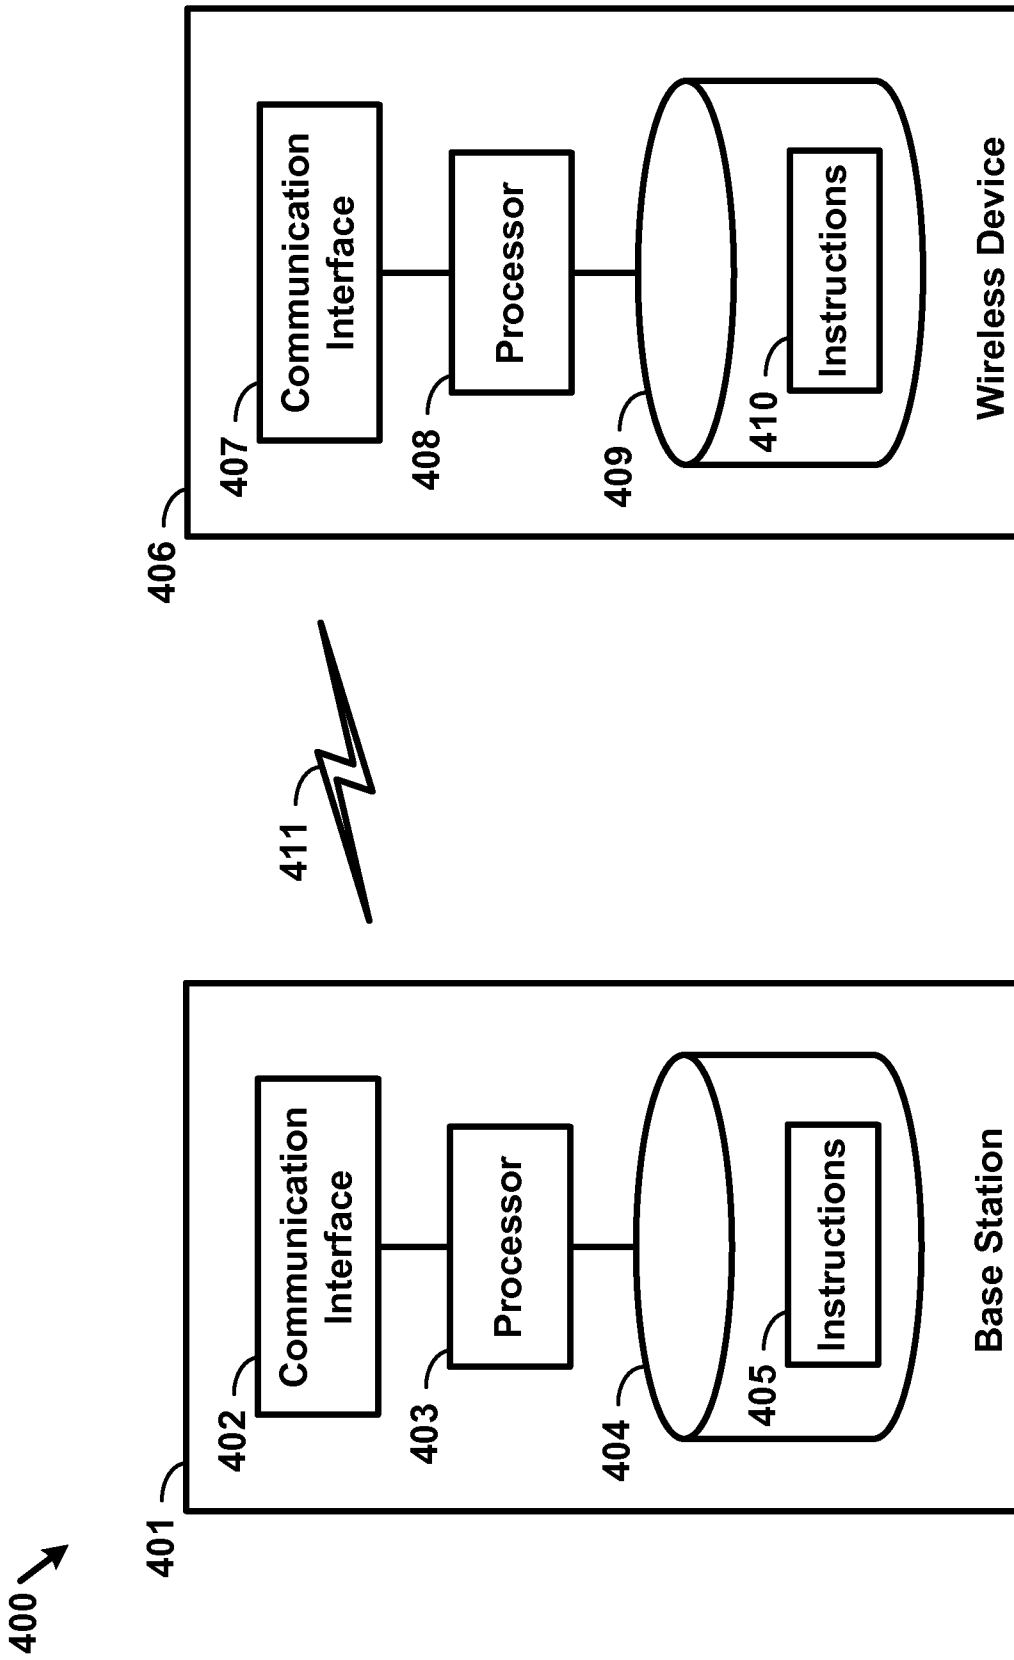 400
401
402
Communication
Interface
403
Processor
404
405
Instructions
Base Station
411
406
407
Communication
Interface
408
Processor
409
410
Instructions
Wireless Device